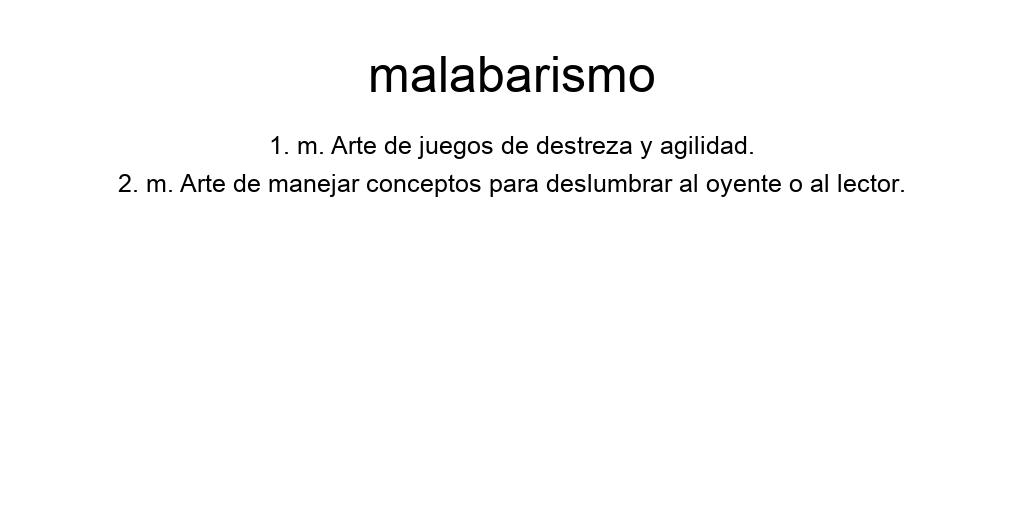 malabarismo
1. m. Arte de juegos de destreza y agilidad.
2. m. Arte de manejar conceptos para deslumbrar al oyente o al lector.